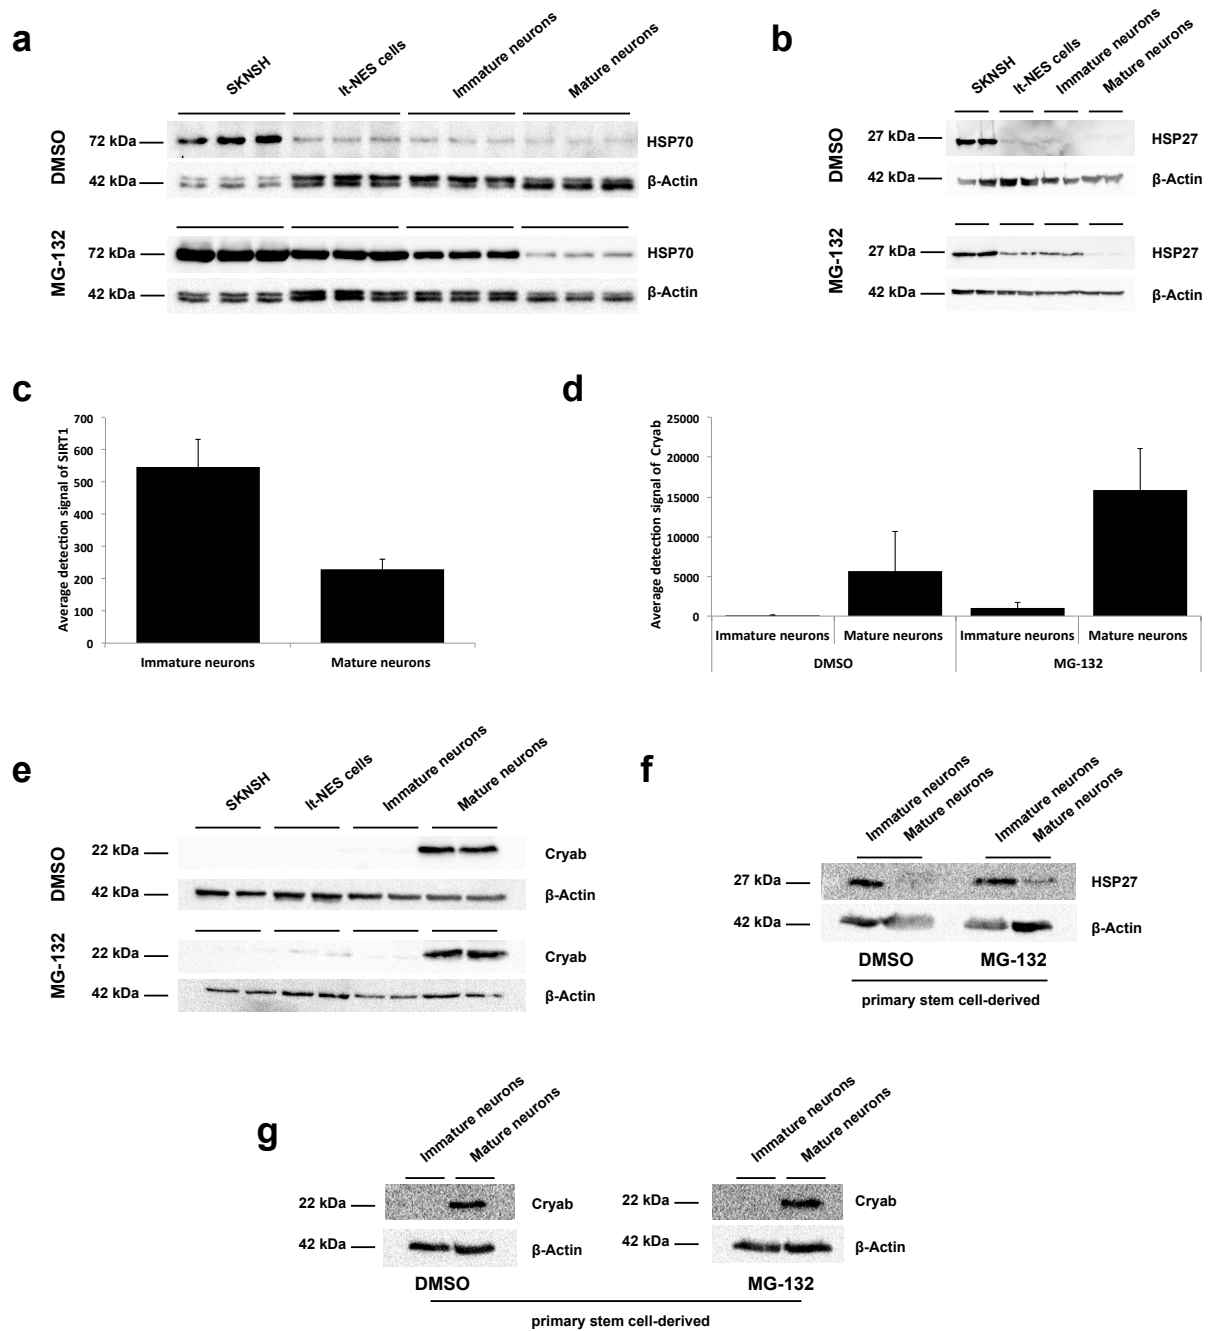 a
SKNSH
lt-NES cells
Immature neurons
Mature neurons
DMSO
72 kDa
HSP70
42 kDa
β-Actin
MG-132
72 kDa
HSP70
42 kDa
β-Actin
b
SKNSH
lt-NES cells
Immature neurons
Mature neurons
DMSO
27 kDa
HSP27
42 kDa
β-Actin
MG-132
27 kDa
HSP27
42 kDa
β-Actin
c
Average detection signal of SIRT1
700
600
500
400
300
200
100
0
Immature neurons
Mature neurons
d
Average detection signal of Cryab
25000
20000
15000
10000
5000
0
Immature neurons
Mature neurons
Immature neurons
Mature neurons
DMSO
MG-132
e
SKNSH
lt-NES cells
Immature neurons
Mature neurons
DMSO
22 kDa
Cryab
42 kDa
β-Actin
MG-132
22 kDa
Cryab
42 kDa
β-Actin
f
Immature neurons
Mature neurons
Immature neurons
Mature neurons
27 kDa
HSP27
42 kDa
β-Actin
DMSO
MG-132
primary stem cell-derived
g
Immature neurons
Mature neurons
22 kDa
Cryab
42 kDa
β-Actin
DMSO
Immature neurons
Mature neurons
22 kDa
Cryab
42 kDa
β-Actin
MG-132
primary stem cell-derived